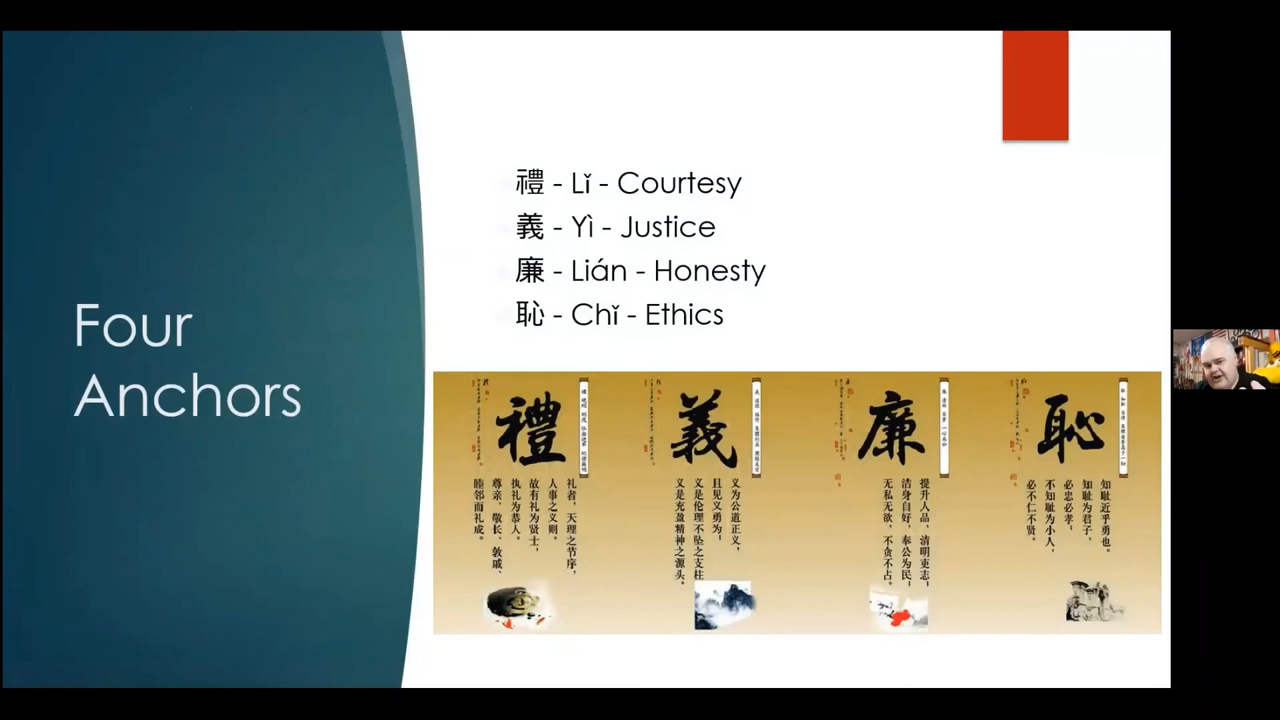 Four
Anchors
禮 - Lǐ - Courtesy
義 - Yì - Justice
廉 - Lián - Honesty
恥 - Chǐ - Ethics
禮
礼者，天理之节序，
人事之义则。
故有礼为贤士，
执礼为恭人。
尊亲、敬长、敦戚、
睦邻而礼成。
義
义为公道正义，
且见义勇为！
义是伦理不坠之支柱
义是充盈精神之源头。
廉
提升人品，清明吏志，
洁身自好，奉公为民，
无私无欲，不贪不占。
恥
知耻近乎勇也。
知耻为君子，
必忠必孝，
不知耻为小人，
必不仁不贤。